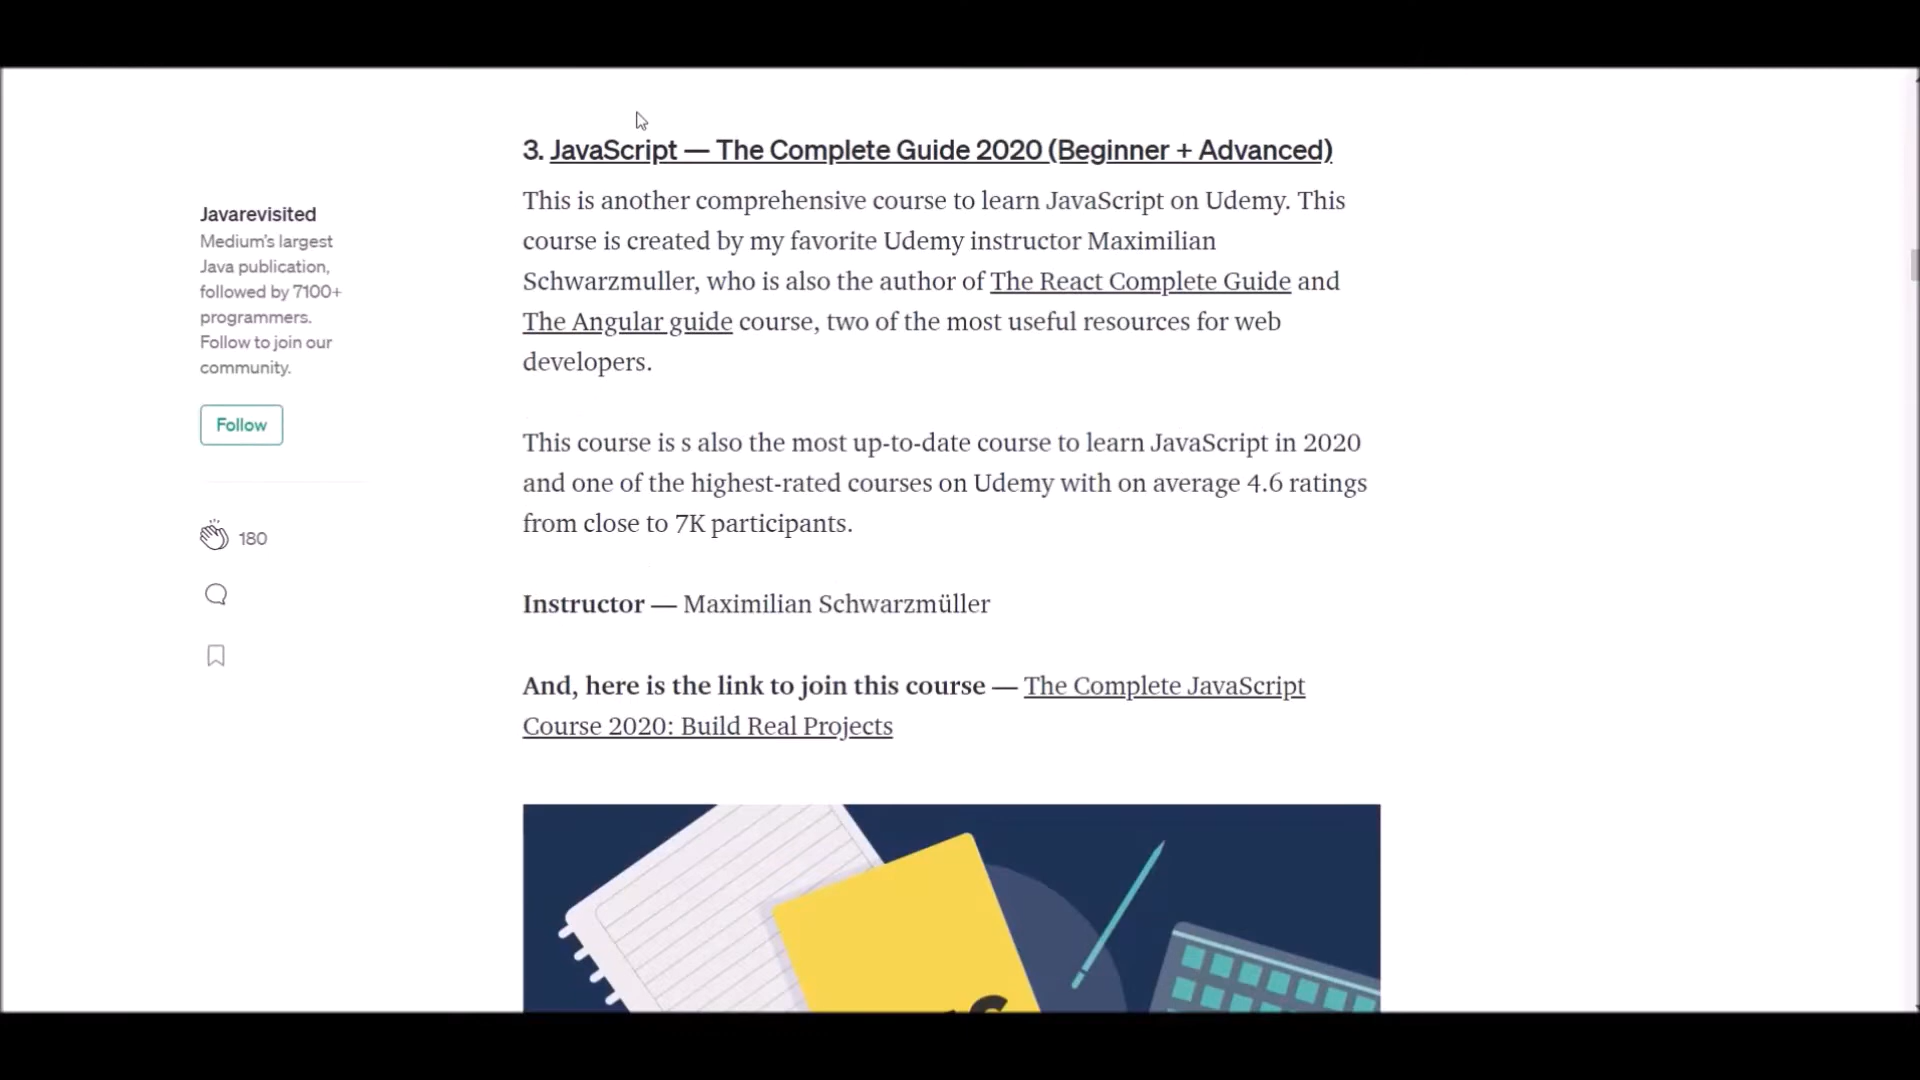 3. JavaScript — The Complete Guide 2020 (Beginner + Advanced)
This is another comprehensive course to learn JavaScript on Udemy. This
course is created by my favorite Udemy instructor Maximilian
Schwarzmuller, who is also the author of The React Complete Guide and
The Angular guide course, two of the most useful resources for web
developers.
This course is s also the most up-to-date course to learn JavaScript in 2020
and one of the highest-rated courses on Udemy with on average 4.6 ratings
from close to 7K participants.
Instructor — Maximilian Schwarzmüller
And, here is the link to join this course — The Complete JavaScript
Course 2020: Build Real Projects
Javarevisited
Medium's largest
Java publication,
followed by 7100+
programmers.
Follow to join our
community.
Follow
180